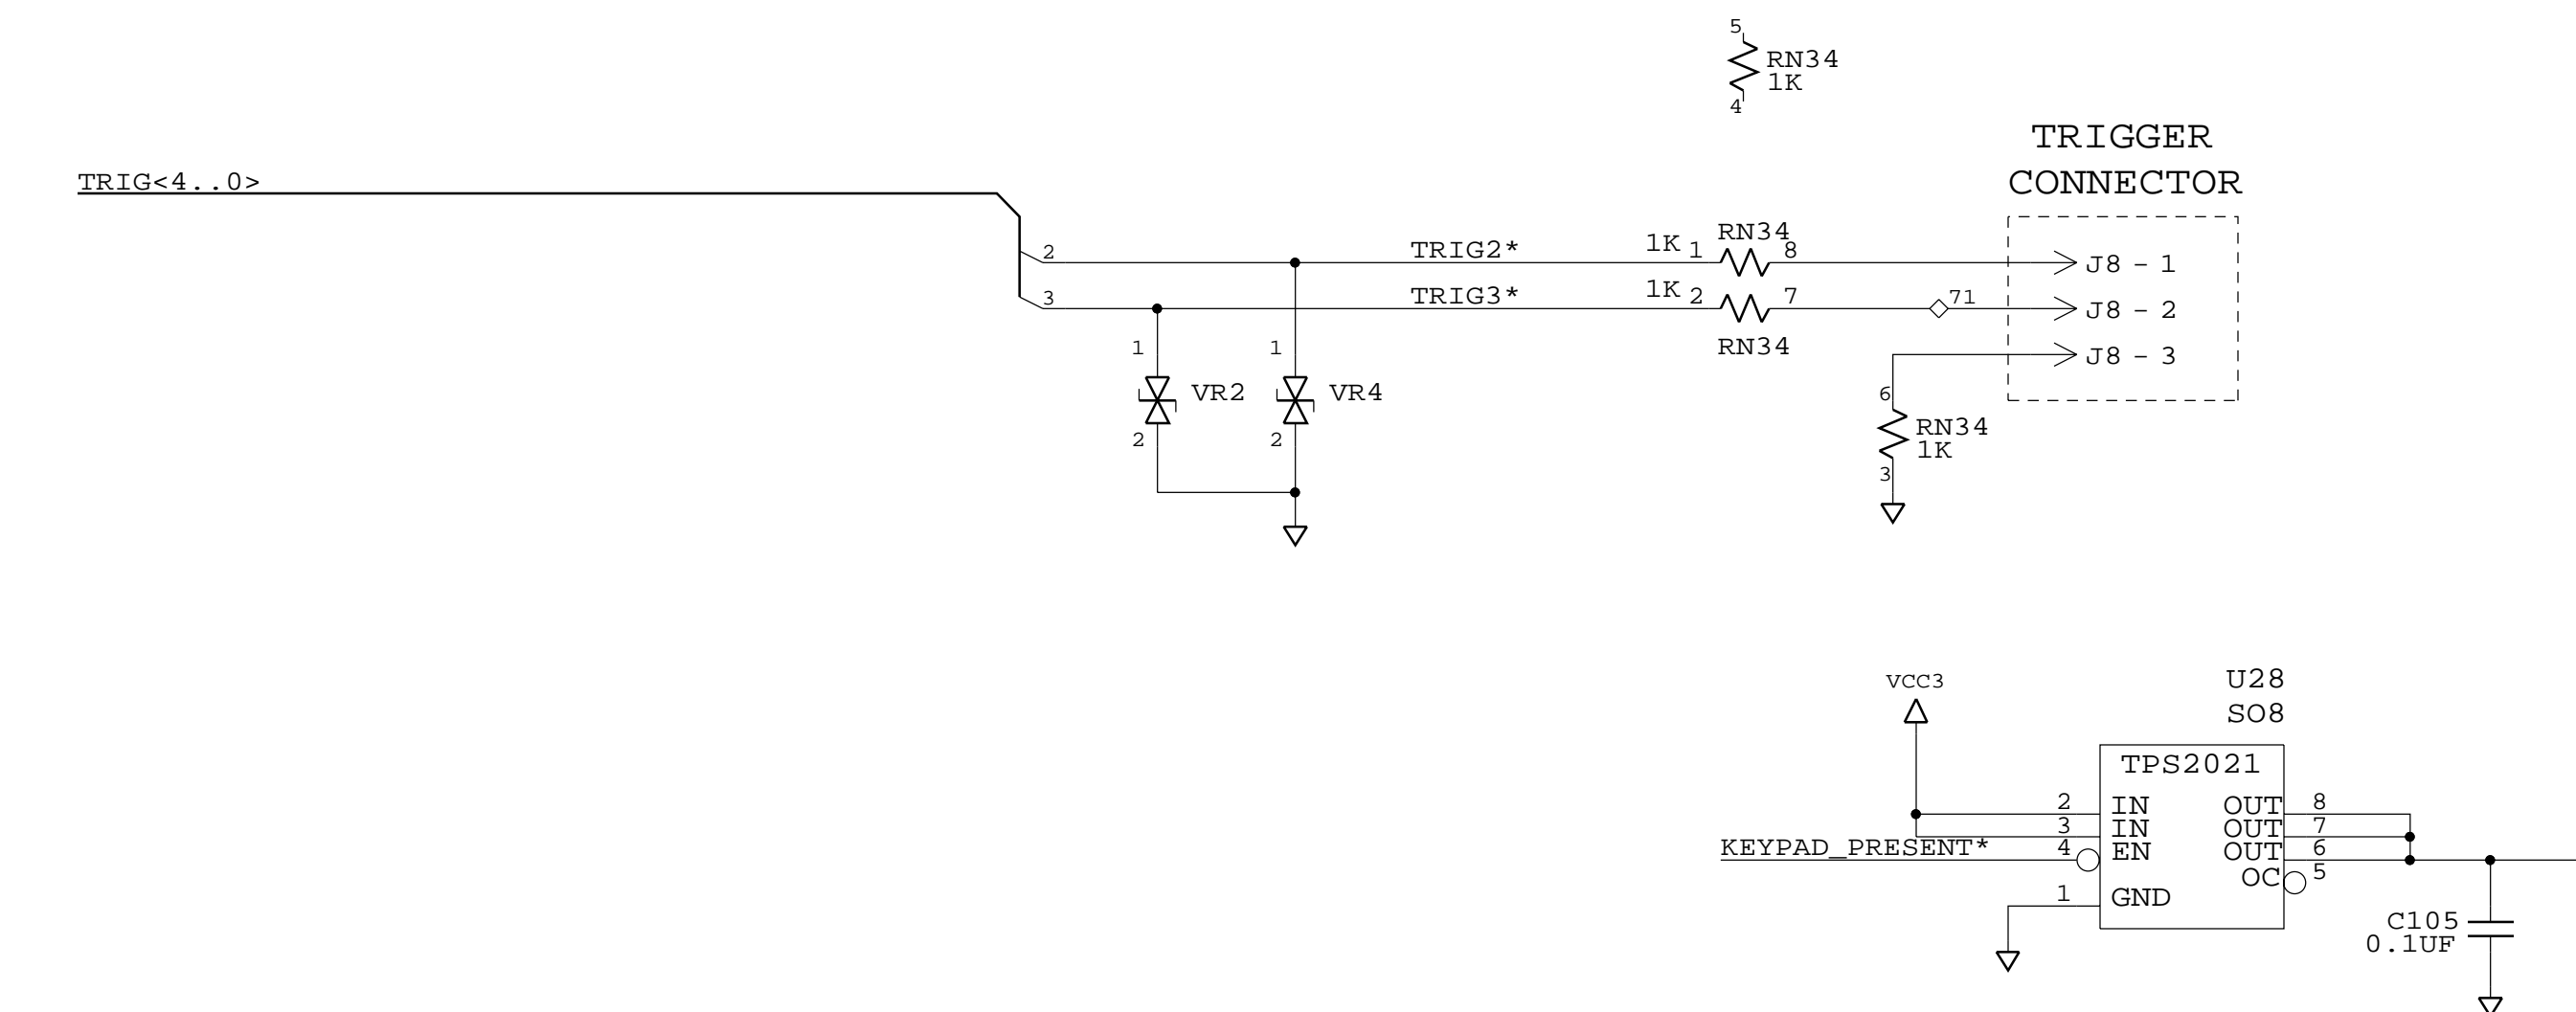 5
RN34
1K
4
TRIGGER
CONNECTOR
TRIG<4..0>
2
TRIG2*
1K
1
RN34
8
J8 - 1
3
TRIG3*
1K
2
7
71
J8 - 2
RN34
J8 - 3
1
VR2
2
1
VR4
2
6
RN34
1K
3
VCC3
U28
SO8
TPS2021
2
IN
OUT
8
3
IN
OUT
7
KEYPAD_PRESENT*
4
EN
OUT
6
OC
5
1
GND
C105
0.1UF